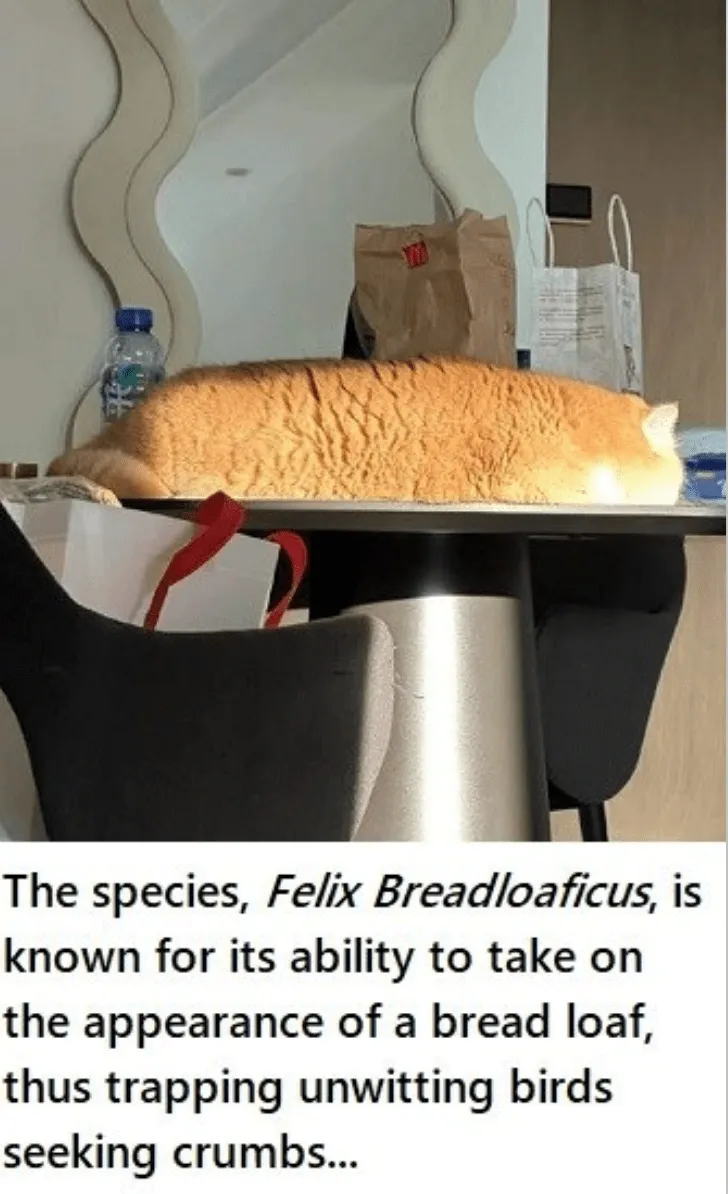 The species, Felix Breadloaficus, is
known for its ability to take on
the appearance of a bread loaf,
thus trapping unwitting birds
seeking crumbs...